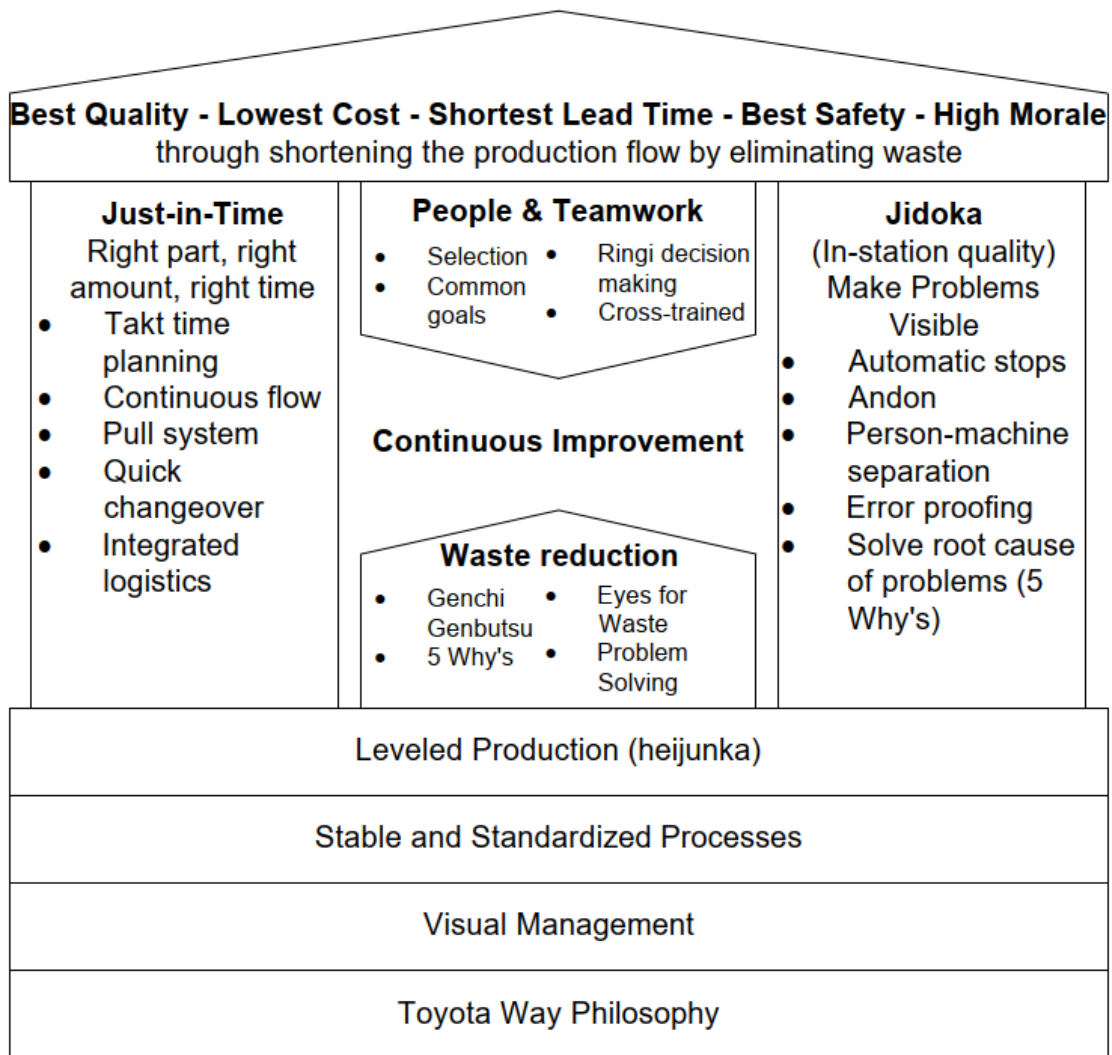 Best Quality - Lowest Cost - Shortest Lead Time - Best Safety - High Morale
through shortening the production flow by eliminating waste
Just-in-Time
Right part, right
amount, right time
• Takt time
planning
• Continuous flow
• Pull system
• Quick
changeover
• Integrated
logistics
People & Teamwork
• Selection
• Common
goals
• Ringi decision
making
• Cross-trained
Continuous Improvement
Waste reduction
• Genchi
Genbutsu
• 5 Why's
• Eyes for
Waste
• Problem
Solving
Jidoka
(In-station quality)
Make Problems
Visible
• Automatic stops
• Andon
• Person-machine
separation
• Error proofing
• Solve root cause
of problems (5
Why's)
Leveled Production (heijunka)
Stable and Standardized Processes
Visual Management
Toyota Way Philosophy